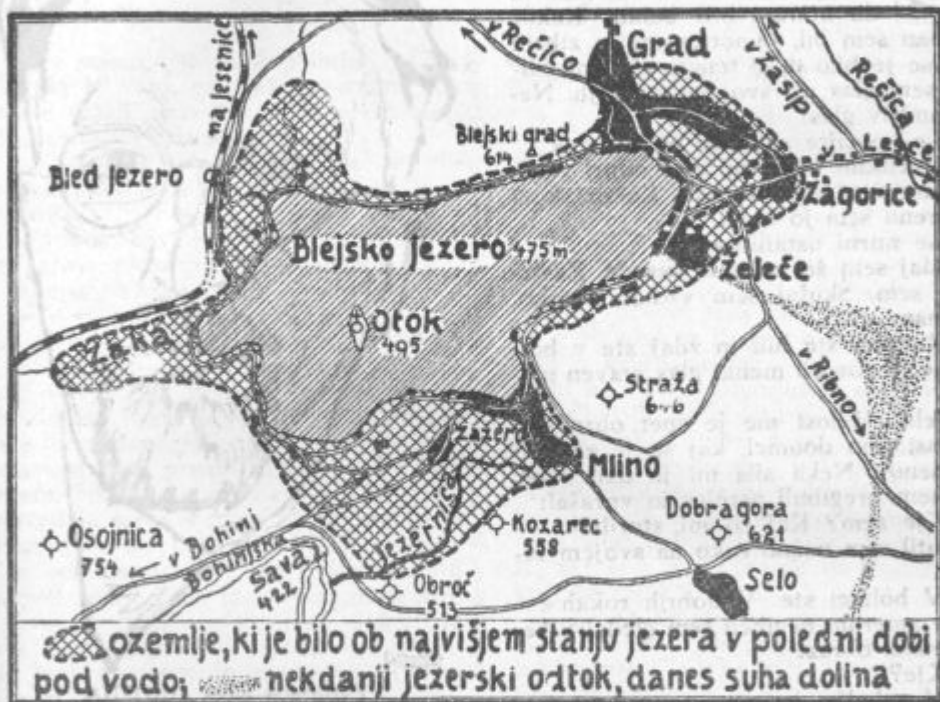 na Jesenice
v Rečico
Grad
v Zasip
Rečica
Blejski grad
614
Lesce
Bled jezero
Zagorice
Blejsko jezero 475m
Želeče
Otok
495
Zaka
Straža
646
v Ribno
Mlino
Jezernica
Kozarec
558
Dobra gora
621
Osojnica
754
v Bohinj
Bohinjska
Sava
422
Obroč
513
Selo
ozemlje, ki je bilo ob najvišjem stanju jezera v poledni dobi
pod vodo; nekdanji jezerski odtok, danes suha dolina